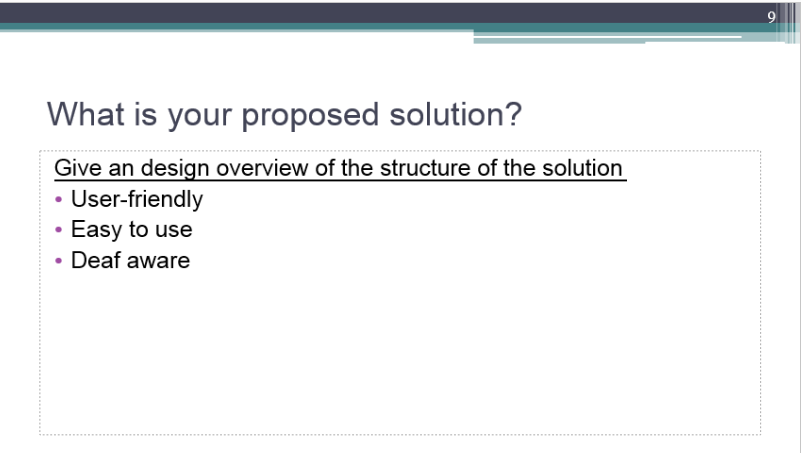 9
What is your proposed solution?
Give an design overview of the structure of the solution
• User-friendly
• Easy to use
• Deaf aware